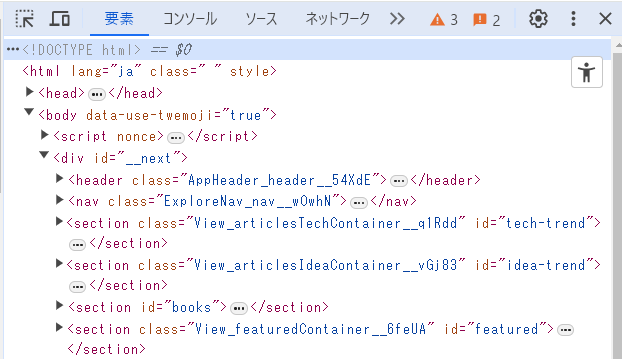 要素 コンソール ソース ネットワーク >> 3 2
•••<!DOCTYPE html> == $0
<html lang="ja" class=" " style>
▶<head>•••</head>
▼<body data-use-twemoji="true">
▶<script nonce>•••</script>
▼<div id="__next">
▶<header class="AppHeader_header__54XdE">•••</header>
▶<nav class="ExploreNav_nav__wOwhN">•••</nav>
▶<section class="View_articlesTechContainer__q1Rdd" id="tech-trend">
•••</section>
▶<section class="View_articlesIdeaContainer__vGj83" id="idea-trend">
•••</section>
▶<section id="books">•••</section>
▶<section class="View_featuredContainer__6feUA" id="featured">•••
</section>